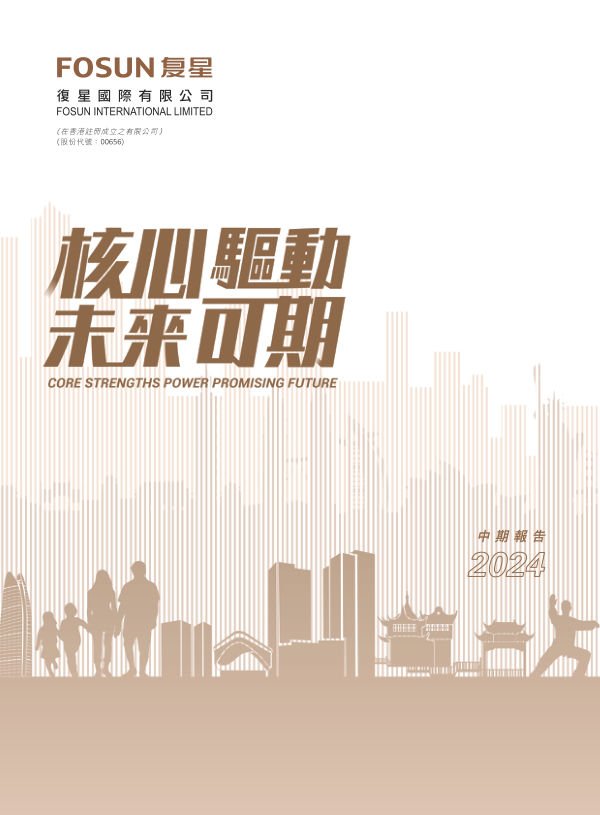 FOSUN 复星
復星國際有限公司
FOSUN INTERNATIONAL LIMITED
(在香港註冊成立之有限公司)
(股份代號：00656)
核心驅動
未來可期
CORE STRENGTHS POWER PROMISING FUTURE
中期報告
2024